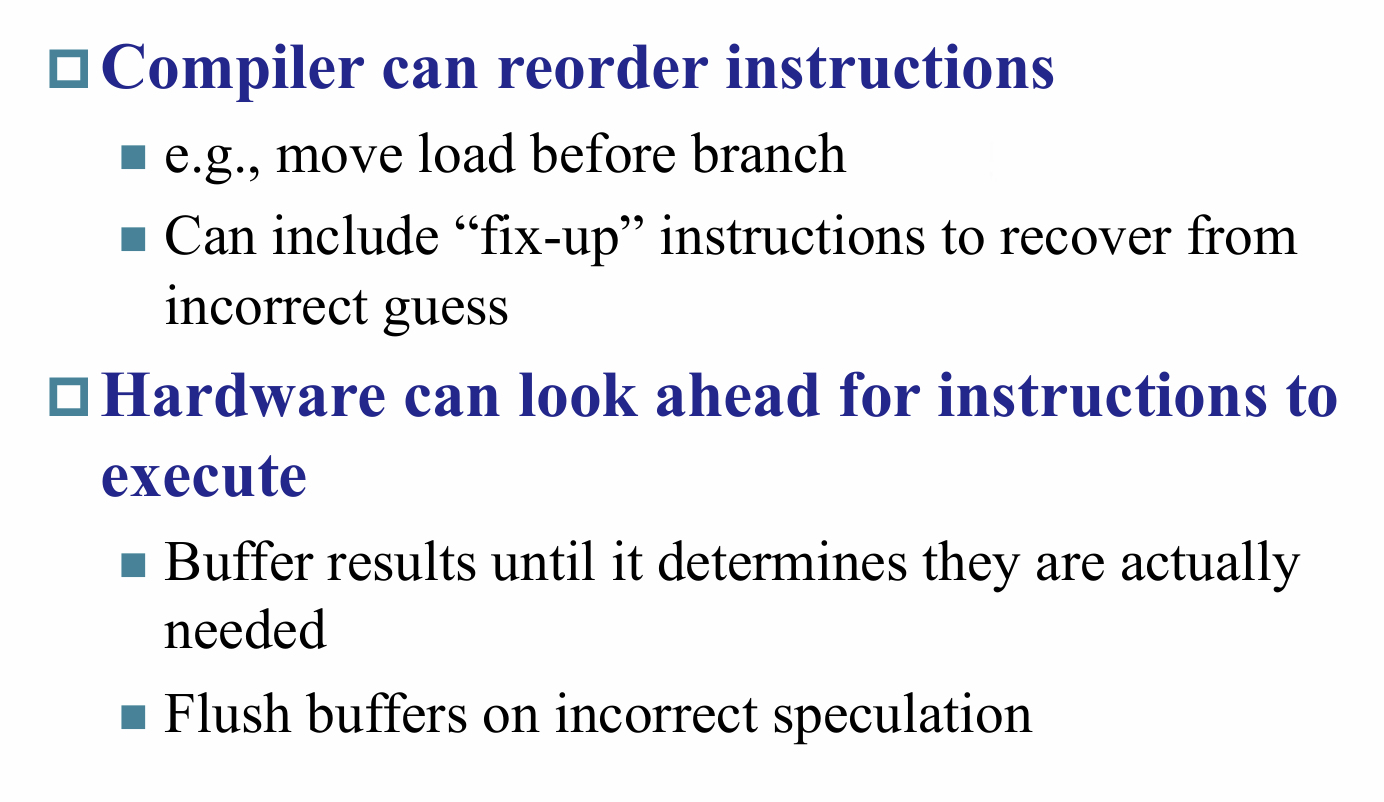 Compiler can reorder instructions
e.g., move load before branch
Can include “fix-up” instructions to recover from
incorrect guess
Hardware can look ahead for instructions to
execute
Buffer results until it determines they are actually
needed
Flush buffers on incorrect speculation